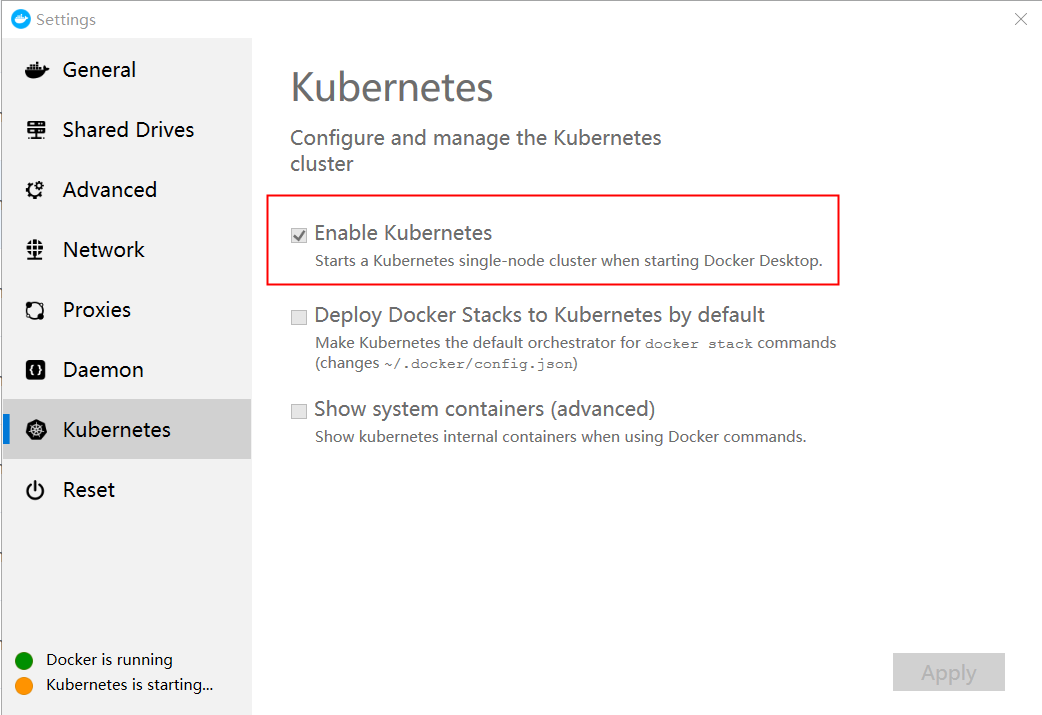 Settings
General
Shared Drives
Advanced
Network
Proxies
Daemon
Kubernetes
Reset
Docker is running
Kubernetes is starting...
Kubernetes
Configure and manage the Kubernetes
cluster
Enable Kubernetes
Starts a Kubernetes single-node cluster when starting Docker Desktop.
Deploy Docker Stacks to Kubernetes by default
Make Kubernetes the default orchestrator for docker stack commands
(changes ~/.docker/config.json)
Show system containers (advanced)
Show kubernetes internal containers when using Docker commands.
Apply